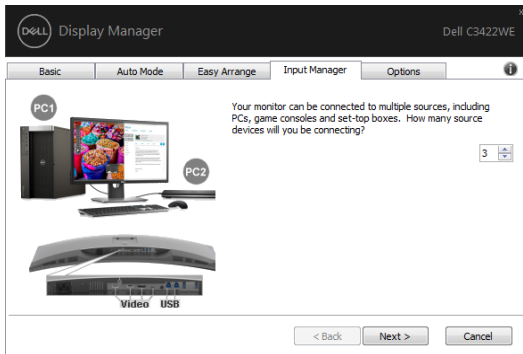 DELL Display Manager
Dell C3422WE
Basic
Auto Mode
Easy Arrange
Input Manager
Options
PC1
PC2
Video USB
Your monitor can be connected to multiple sources, including
PCs, game consoles and set-top boxes. How many source
devices will you be connecting?
3
< Back
Next >
Cancel